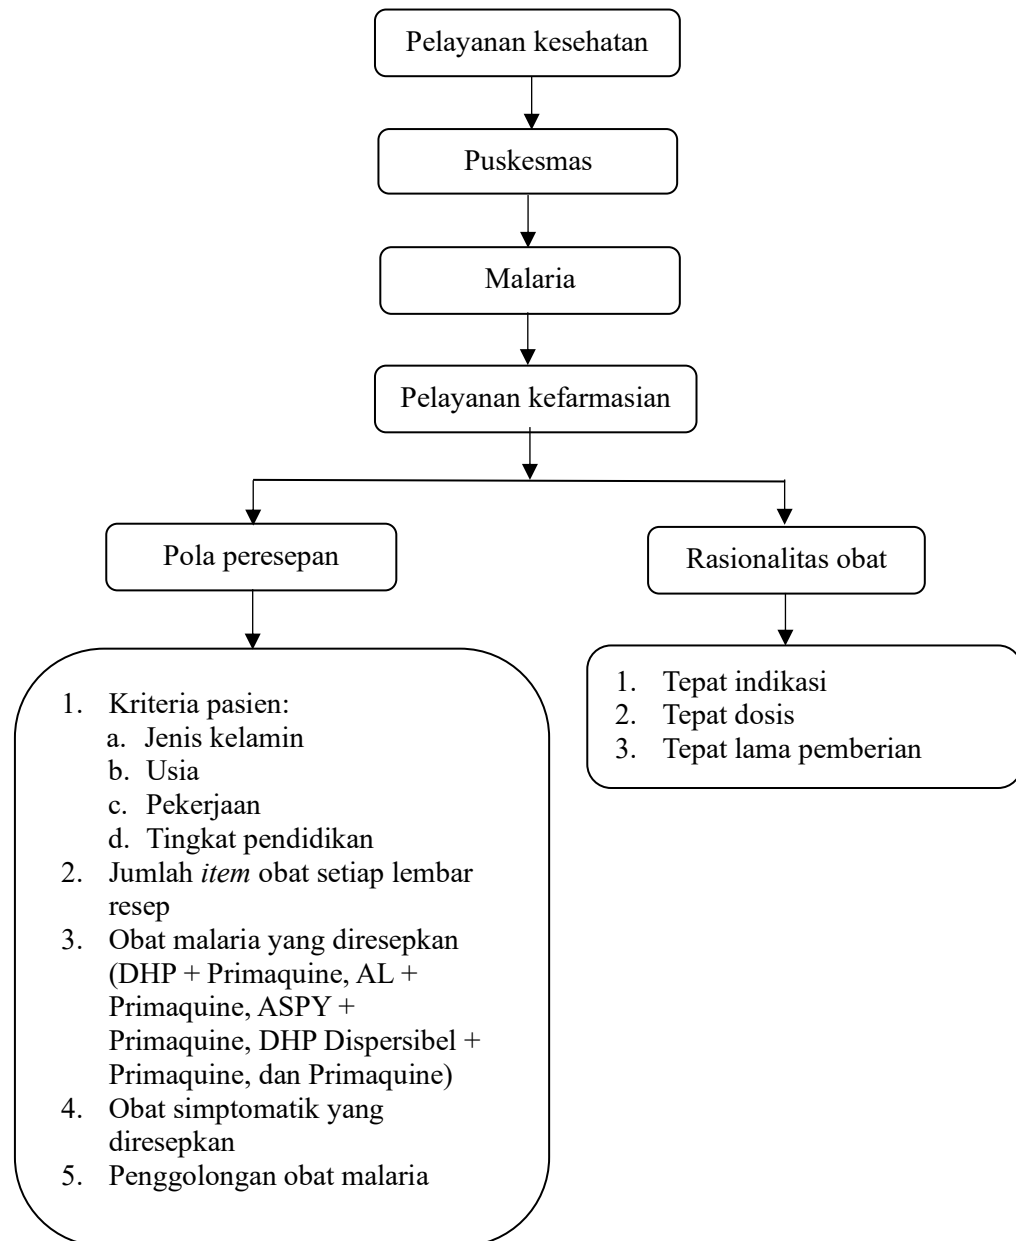 Pelayanan kesehatan
Puskesmas
Malaria
Pelayanan kefarmasian
Pola peresepan
Rasionalitas obat
1. Kriteria pasien:
a. Jenis kelamin
b. Usia
c. Pekerjaan
d. Tingkat pendidikan
2. Jumlah item obat setiap lembar
resep
3. Obat malaria yang diresepkan
(DHP + Primaquine, AL +
Primaquine, ASPY +
Primaquine, DHP Dispersibel +
Primaquine, dan Primaquine)
4. Obat simptomatik yang
diresepkan
5. Penggolongan obat malaria
1. Tepat indikasi
2. Tepat dosis
3. Tepat lama pemberian